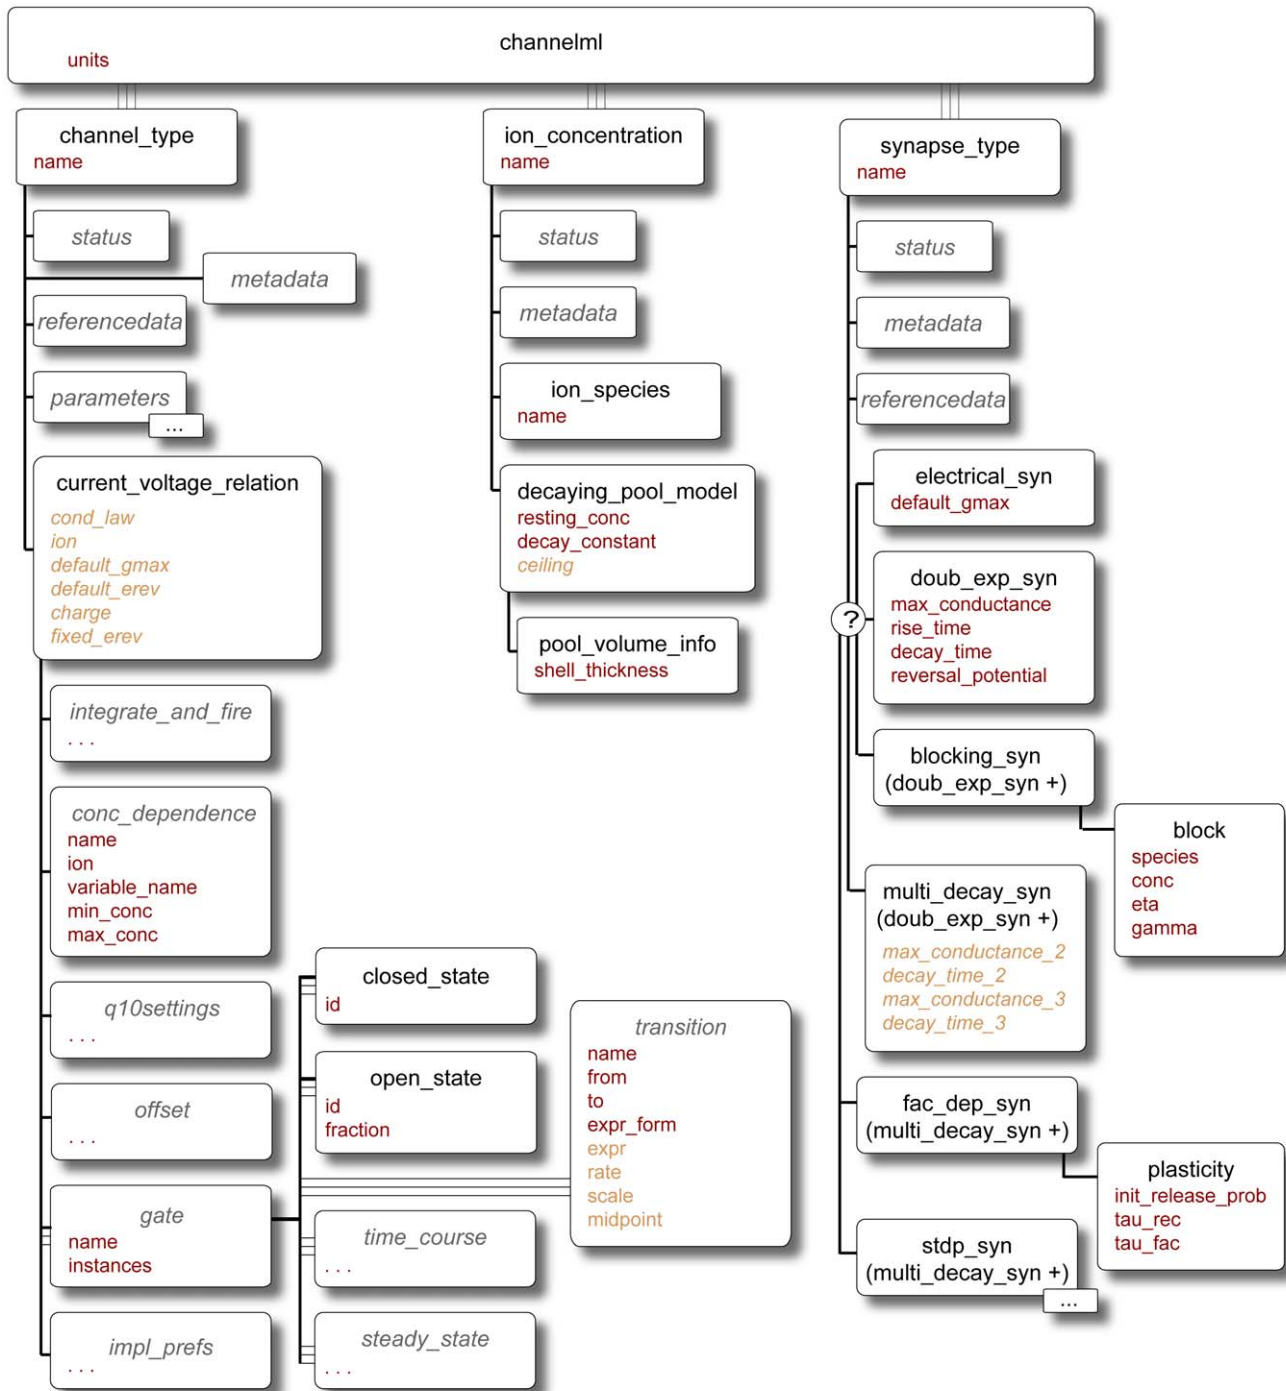 channelml
units
channel_type
name
status
metadata
referencedata
parameters
...
current_voltage_relation
cond_law
ion
default_gmax
default_erev
charge
fixed_erev
integrate_and_fire
. . .
conc_dependence
name
ion
variable_name
min_conc
max_conc
q10settings
. . .
offset
. . .
gate
name
instances
impl_prefs
. . .
closed_state
id
open_state
id
fraction
transition
name
from
to
expr_form
expr
rate
scale
midpoint
time_course
. . .
steady_state
. . .
ion_concentration
name
status
metadata
ion_species
name
decaying_pool_model
resting_conc
decay_constant
ceiling
pool_volume_info
shell_thickness
synapse_type
name
status
metadata
referencedata
?
electrical_syn
default_gmax
doub_exp_syn
max_conductance
rise_time
decay_time
reversal_potential
blocking_syn
(doub_exp_syn +)
block
species
conc
eta
gamma
multi_decay_syn
(doub_exp_syn +)
max_conductance_2
decay_time_2
max_conductance_3
decay_time_3
fac_dep_syn
(multi_decay_syn +)
plasticity
init_release_prob
tau_rec
tau_fac
stdp_syn
(multi_decay_syn +)
...